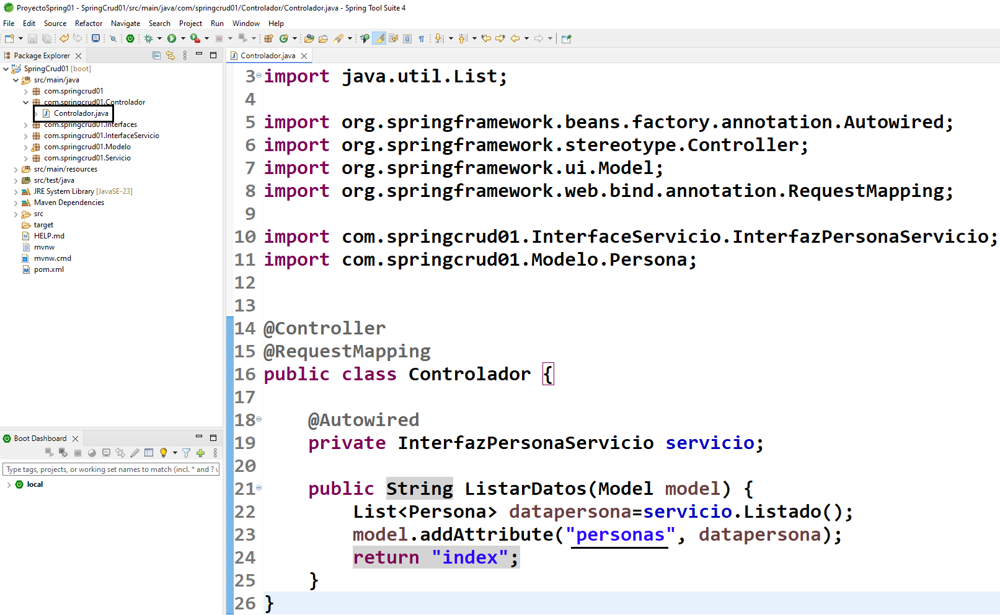 ProyectoSpring01 - SpringCrud01/src/main/java/com/springcrud01/Controlador/Controlador.java - Spring Tool Suite 4
File Edit Source Refactor Navigate Search Project Run Window Help
Package Explorer
SpringCrud01 [boot]
src/main/java
com.springcrud01
com.springcrud01.Controlador
Controlador.java
com.springcrud01.Interfaces
com.springcrud01.InterfaceServicio
com.springcrud01.Modelo
com.springcrud01.Servicio
src/main/resources
src/test/java
JRE System Library [JavaSE-23]
Maven Dependencies
src
target
HELP.md
mvnw
mvnw.cmd
pom.xml
Boot Dashboard
Type tags, projects, or working set names to match (incl. * and ?
local
Controlador.java
3 import java.util.List;
4
5 import org.springframework.beans.factory.annotation.Autowired;
6 import org.springframework.stereotype.Controller;
7 import org.springframework.ui.Model;
8 import org.springframework.web.bind.annotation.RequestMapping;
9
10 import com.springcrud01.InterfaceServicio.InterfazPersonaServicio;
11 import com.springcrud01.Modelo.Persona;
12
13
14 @Controller
15 @RequestMapping
16 public class Controlador {
17
18 @Autowired
19 private InterfazPersonaServicio servicio;
20
21 public String ListarDatos(Model model) {
22 List<Persona> datapersona=servicio.Listado();
23 model.addAttribute("personas", datapersona);
24 return "index";
25 }
26 }